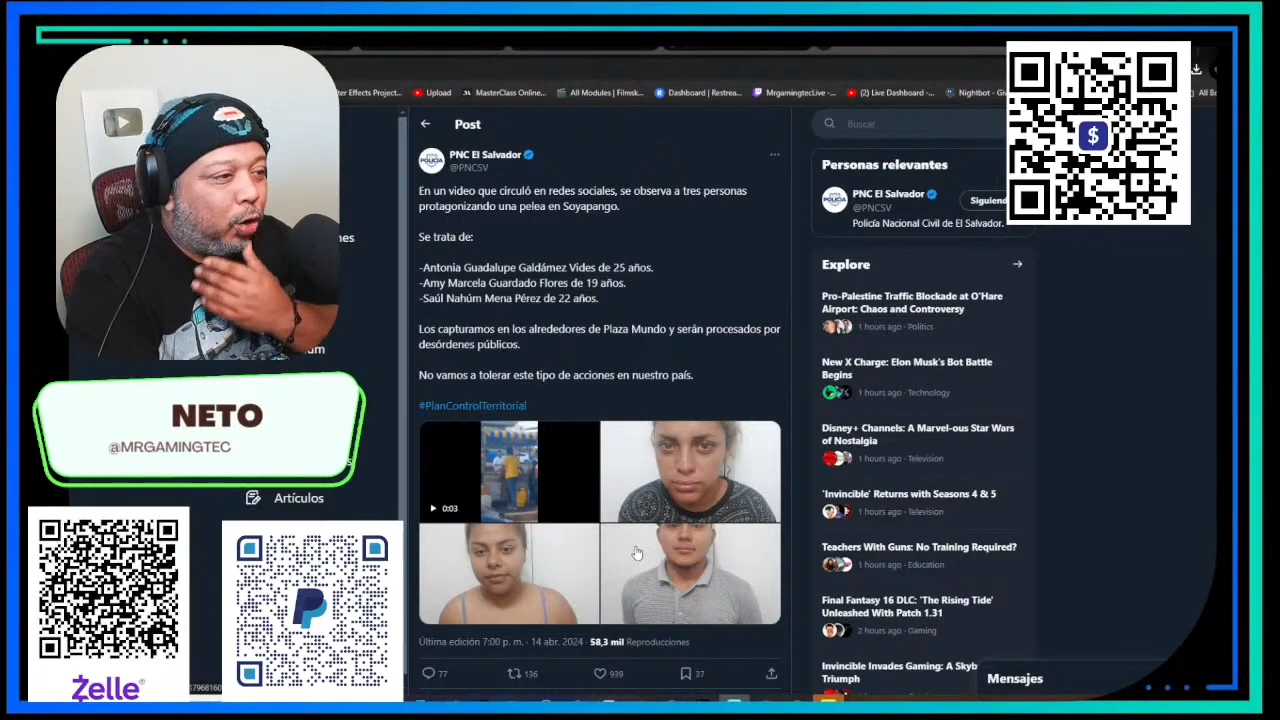 ter Effects Project...
Upload
MasterClass Online...
All Modules | Filmsk...
Dashboard | Restrea...
MrgamingtecLive -...
(2) Live Dashboard -...
Nightbot - Gi
All Bo
Post
PNC El Salvador
@PNCSV
En un video que circuló en redes sociales, se observa a tres personas
protagonizando una pelea en Soyapango.
Se trata de:
-Antonia Guadalupe Galdámez Vides de 25 años.
-Amy Marcela Guardado Flores de 19 años.
-Saúl Nahúm Mena Pérez de 22 años.
Los capturamos en los alrededores de Plaza Mundo y serán procesados por
desórdenes públicos.
No vamos a tolerar este tipo de acciones en nuestro país.
#PlanControlTerritorial
0:03
Última edición 7:00 p. m. · 14 abr. 2024 · 58,3 mil Reproducciones
77
136
939
37
Buscar
Personas relevantes
PNC El Salvador
@PNCSV
Siguiend
Policía Nacional Civil de El Salvador.
Explore
Pro-Palestine Traffic Blockade at O'Hare
Airport: Chaos and Controversy
1 hours ago · Politics
New X Charge: Elon Musk's Bot Battle
Begins
1 hours ago · Technology
Disney+ Channels: A Marvel-ous Star Wars
of Nostalgia
1 hours ago · Television
'Invincible' Returns with Seasons 4 & 5
1 hours ago · Television
Teachers With Guns: No Training Required?
1 hours ago · Education
Final Fantasy 16 DLC: 'The Rising Tide'
Unleashed With Patch 1.31
2 hours ago · Gaming
Invincible Invades Gaming: A Skyb
Triumph
Mensajes
nes
um
NETO
@MRGAMINGTEC
Artículos
Zelle
$
P
POLICIA